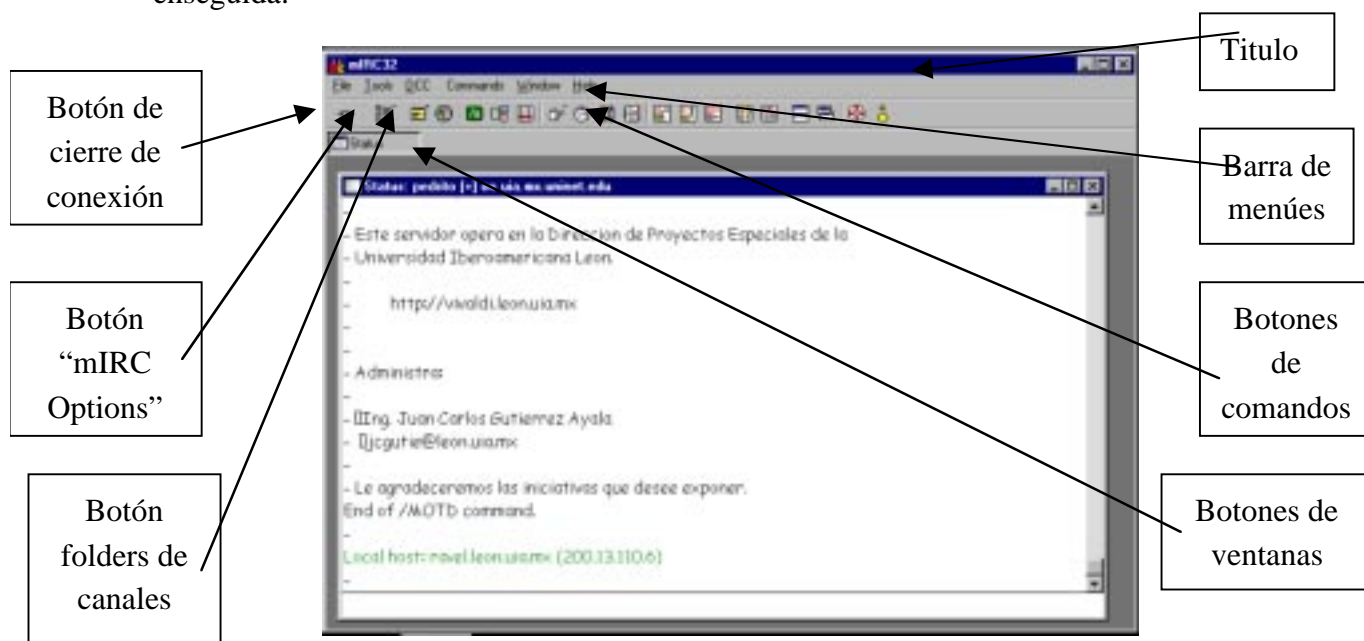 enseguida.
Titulo
mIRC32
File Tools DCC Commands Window Help
Botón de
cierre de
conexión
Status
Barra de
menúes
Status: pedrito [+] on uia.mx.uninet.edu
-
- Este servidor opera en la Direccion de Proyectos Especiales de la
- Universidad Iberoamericana Leon.
-
- http://vivaldi.leon.uia.mx
-
-
- Administra:
-
- Ing. Juan Carlos Gutierrez Ayala
- jcgutie@leon.uia.mx
-
- Le agradeceremos las iniciativas que desee exponer.
End of /MOTD command.
-
Local host: ravel.leon.uia.mx (200.13.110.6)
-
Botón
“mIRC
Options”
Botones
de
comandos
Botón
folders de
canales
Botones de
ventanas